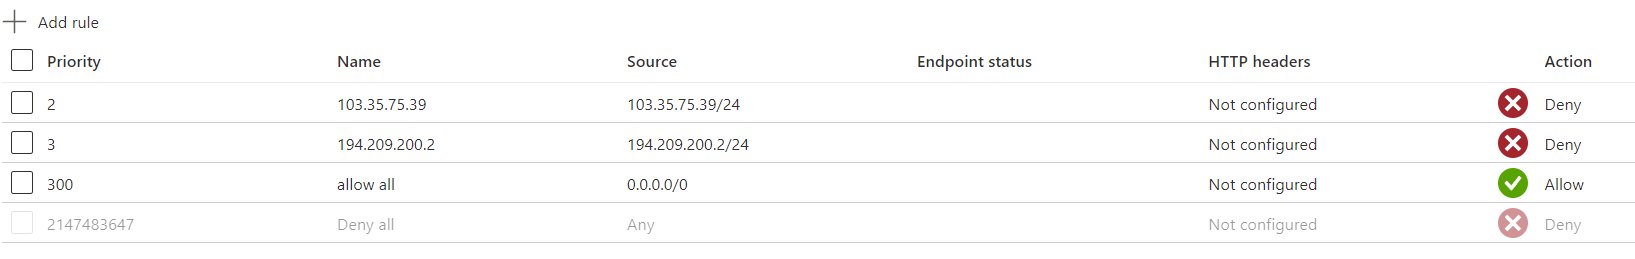 Add rule
Priority Name Source Endpoint status HTTP headers Action
2 103.35.75.39 103.35.75.39/24 Not configured Deny
3 194.209.200.2 194.209.200.2/24 Not configured Deny
300 allow all 0.0.0.0/0 Not configured Allow
2147483647 Deny all Any Not configured Deny